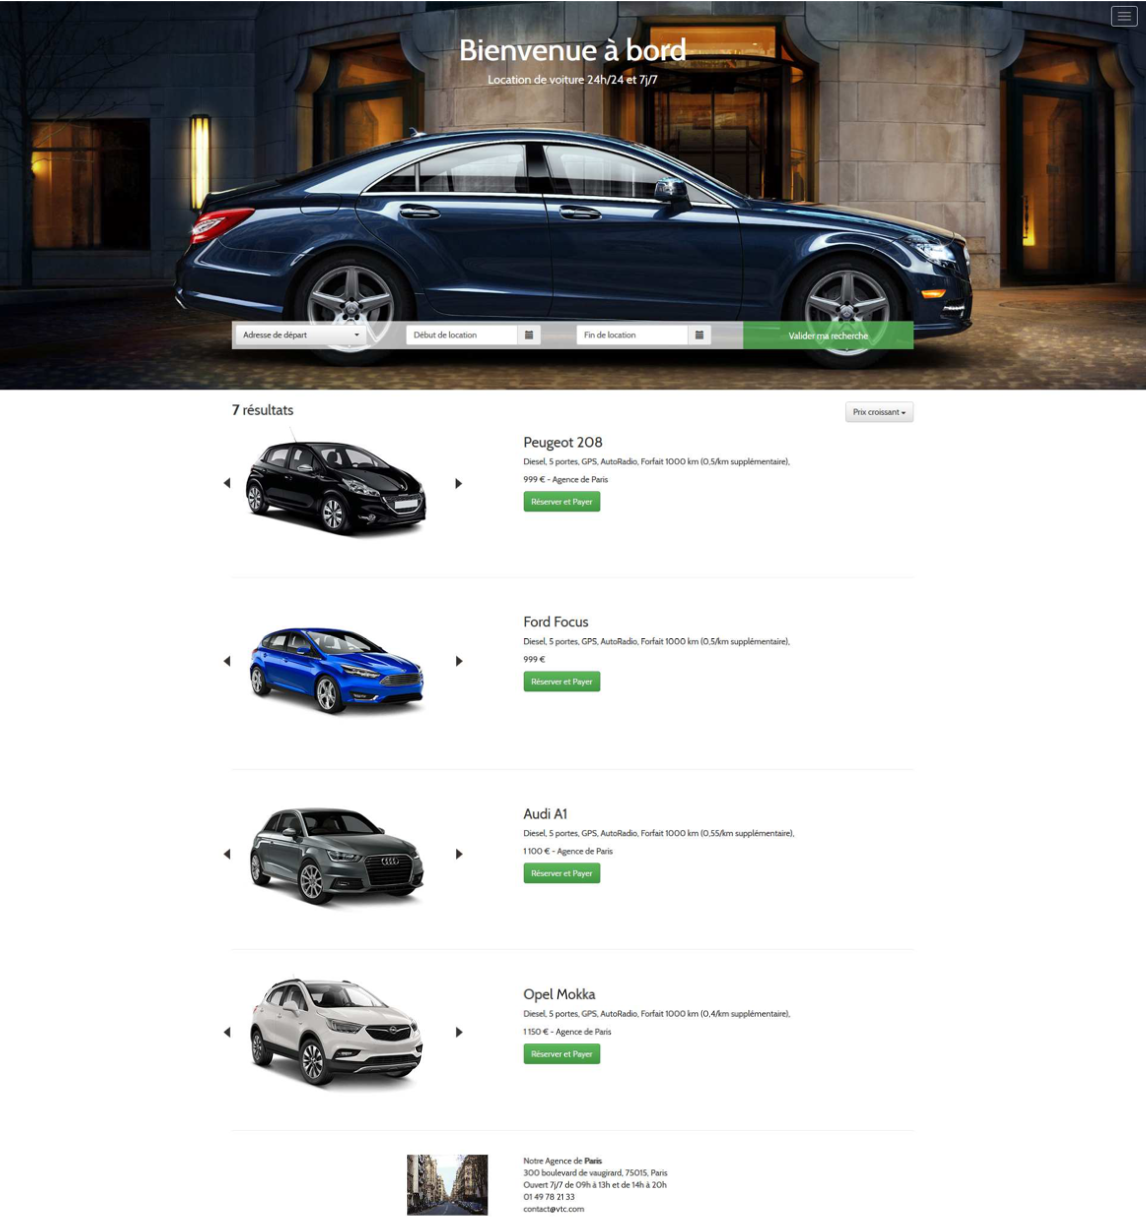 Bienvenue à bord
Location de voiture 24h/24 et 7j/7
Adresse de départ
Début de location
Fin de location
Valider ma recherche
7 résultats
Prix croissant
Peugeot 208
Diesel, 5 portes, GPS, AutoRadio, Forfait 1000 km (0,5/km supplémentaire),
999 € - Agence de Paris
Réserver et Payer
Ford Focus
Diesel, 5 portes, GPS, AutoRadio, Forfait 1000 km (0,5/km supplémentaire),
999 €
Réserver et Payer
Audi A1
Diesel, 5 portes, GPS, AutoRadio, Forfait 1000 km (0,55/km supplémentaire),
1 100 € - Agence de Paris
Réserver et Payer
Opel Mokka
Diesel, 5 portes, GPS, AutoRadio, Forfait 1000 km (0,4/km supplémentaire),
1 150 € - Agence de Paris
Réserver et Payer
Notre Agence de Paris
300 boulevard de vaugirard, 75015, Paris
Ouvert 7j/7 de 09h à 13h et de 14h à 20h
01 49 78 21 33
contact@vtc.com